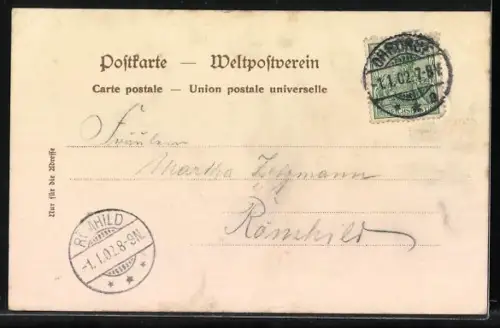 Postkarte — Weltpostverein
Carte postale — Union postale universelle
-1.1.02.7-8N.
Fräulein
Martha
Römhild
Nur für die Adresse
RÖMHILD
-1.1.02.8-9N.